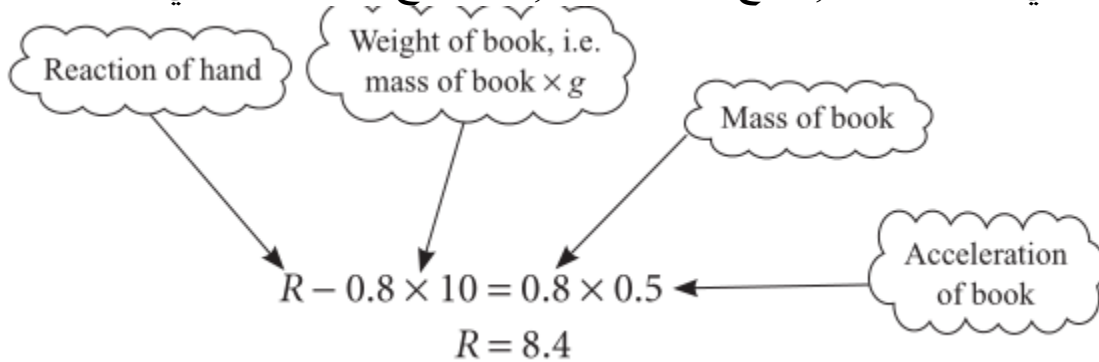 Reaction of hand
Weight of book, i.e.
mass of book × g
Mass of book
Acceleration
of book
R − 0.8 × 10 = 0.8 × 0.5
R = 8.4